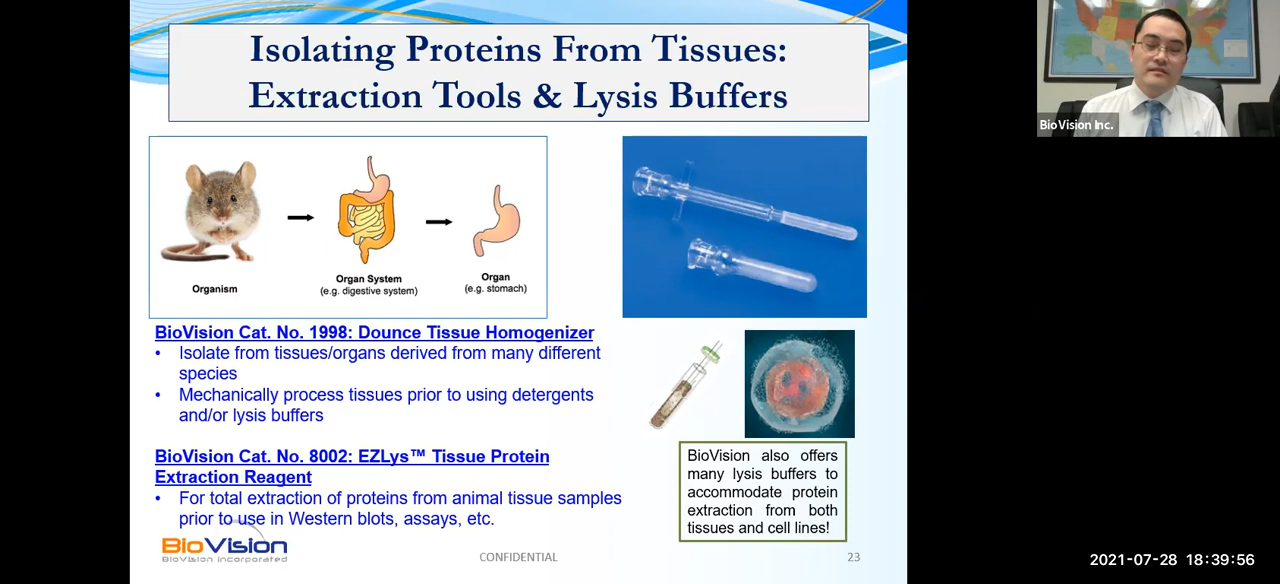 Isolating Proteins From Tissues:
Extraction Tools & Lysis Buffers
BioVision Inc.
Organism
Organ System
(e.g. digestive system)
Organ
(e.g. stomach)
BioVision Cat. No. 1998: Dounce Tissue Homogenizer
• Isolate from tissues/organs derived from many different
species
• Mechanically process tissues prior to using detergents
and/or lysis buffers
BioVision Cat. No. 8002: EZLys™ Tissue Protein
Extraction Reagent
• For total extraction of proteins from animal tissue samples
prior to use in Western blots, assays, etc.
BioVision also offers
many lysis buffers to
accommodate protein
extraction from both
tissues and cell lines!
BioVision
BioVision Incorporated
CONFIDENTIAL
23
2021-07-28 18:39:56